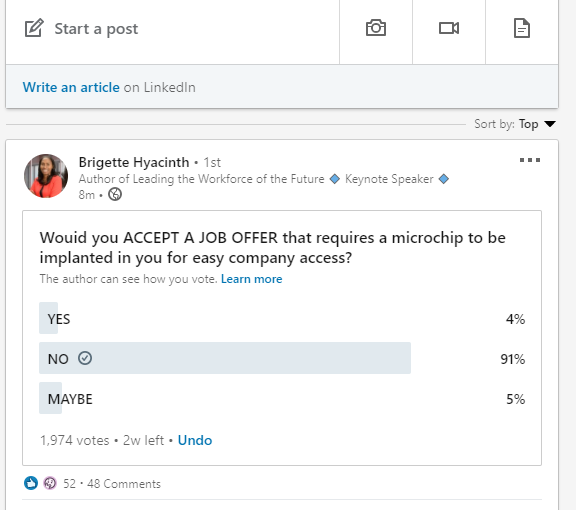 Start a post
Write an article on LinkedIn
Sort by: Top
Brigette Hyacinth • 1st
Author of Leading the Workforce of the Future 🔹 Keynote Speaker 🔹
8m •
Wouid you ACCEPT A JOB OFFER that requires a microchip to be
implanted in you for easy company access?
The author can see how you vote. Learn more
YES 4%
NO 91%
MAYBE 5%
1,974 votes • 2w left • Undo
52 • 48 Comments